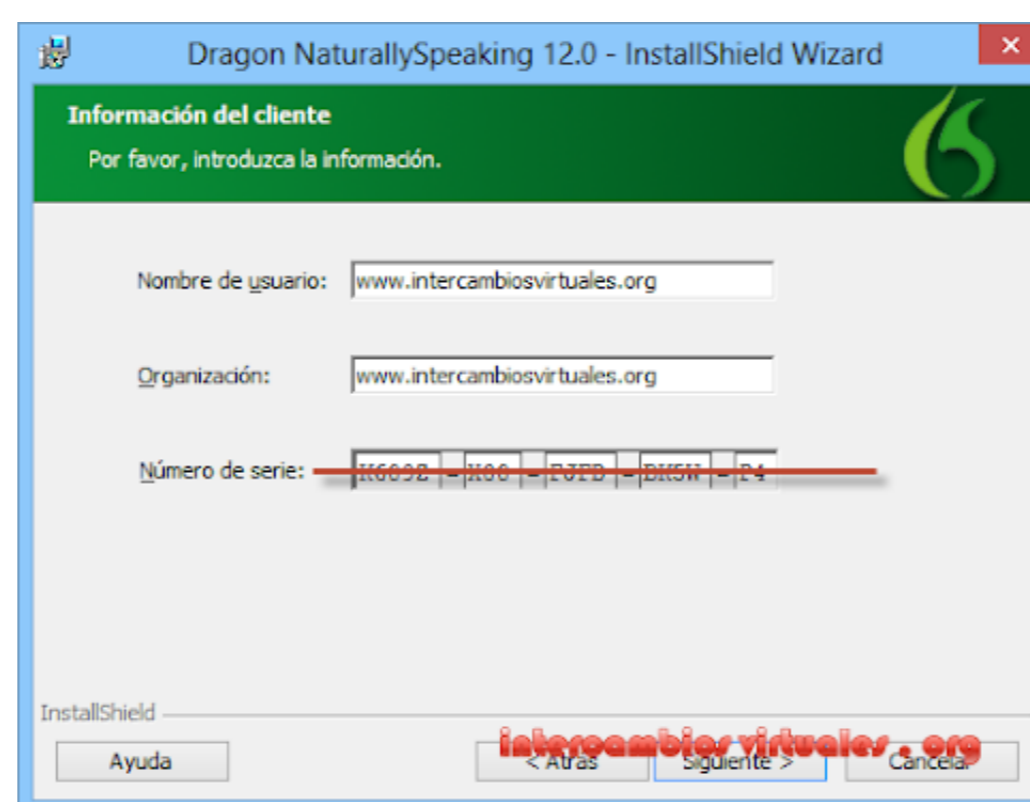 Dragon NaturallySpeaking 12.0 - InstallShield Wizard
Información del cliente
Por favor, introduzca la información.
Nombre de usuario: www.intercambiosvirtuales.org
Organización: www.intercambiosvirtuales.org
Número de serie:
InstallShield
intercambios virtuales . org
Ayuda < Atrás Siguiente > Cancelar